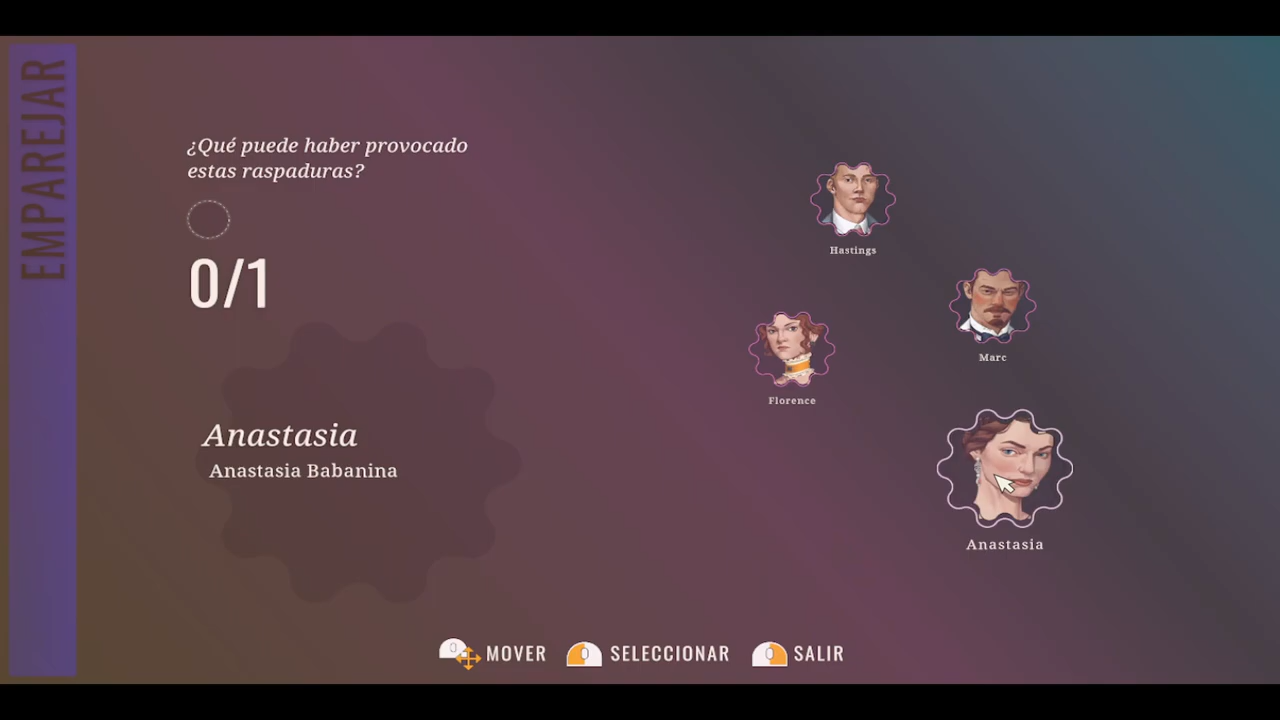 EMPAREJAR
¿Qué puede haber provocado
estas raspaduras?
0/1
Anastasia
Anastasia Babanina
Hastings
Marc
Florence
Anastasia
MOVER SELECCIONAR SALIR